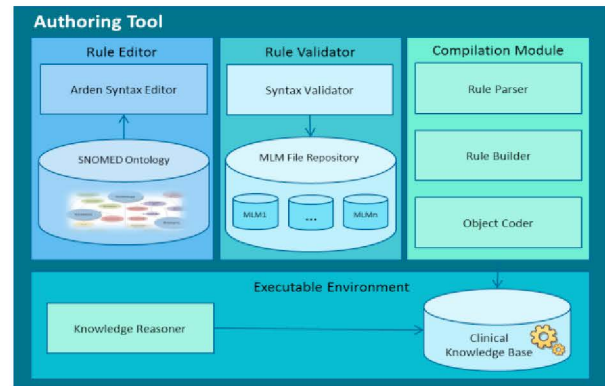 Authoring Tool
Rule Editor
Arden Syntax Editor
SNOMED Ontology
Rule Validator
Syntax Validator
MLM File Repository
MLM1
...
MLMn
Compilation Module
Rule Parser
Rule Builder
Object Coder
Executable Environment
Knowledge Reasoner
Clinical
Knowledge Base